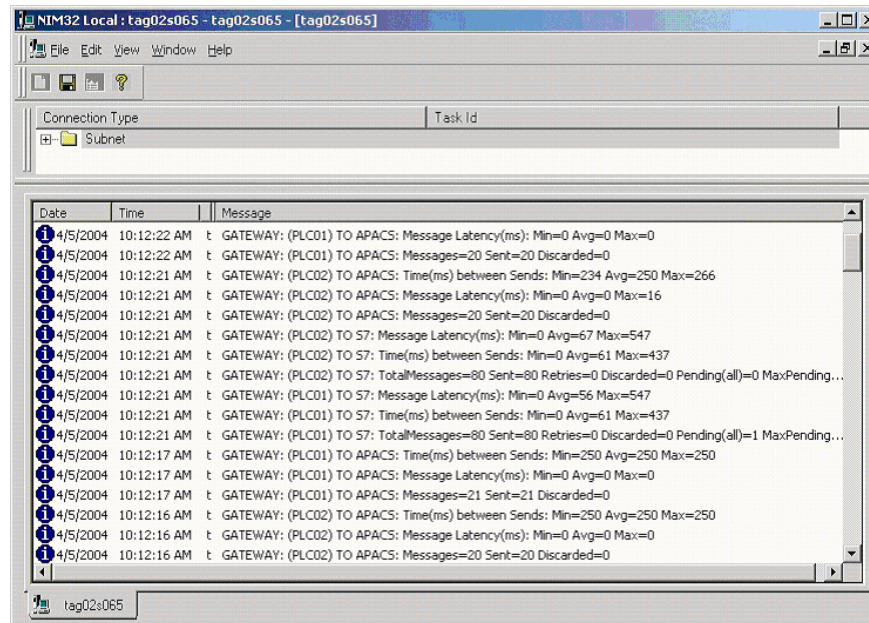 NIM32 Local : tag02s065 - tag02s065 - [tag02s065]
File Edit View Window Help
Connection Type Task Id
Subnet
Date Time Message
4/5/2004 10:12:22 AM t GATEWAY: (PLC01) TO APACS: Message Latency(ms): Min=0 Avg=0 Max=0
4/5/2004 10:12:22 AM t GATEWAY: (PLC01) TO APACS: Messages=20 Sent=20 Discarded=0
4/5/2004 10:12:21 AM t GATEWAY: (PLC02) TO APACS: Time(ms) between Sends: Min=234 Avg=250 Max=266
4/5/2004 10:12:21 AM t GATEWAY: (PLC02) TO APACS: Message Latency(ms): Min=0 Avg=0 Max=16
4/5/2004 10:12:21 AM t GATEWAY: (PLC02) TO APACS: Messages=20 Sent=20 Discarded=0
4/5/2004 10:12:21 AM t GATEWAY: (PLC02) TO S7: Message Latency(ms): Min=0 Avg=67 Max=547
4/5/2004 10:12:21 AM t GATEWAY: (PLC02) TO S7: Time(ms) between Sends: Min=0 Avg=61 Max=437
4/5/2004 10:12:21 AM t GATEWAY: (PLC02) TO S7: TotalMessages=80 Sent=80 Retries=0 Discarded=0 Pending(all)=0 MaxPending...
4/5/2004 10:12:21 AM t GATEWAY: (PLC01) TO S7: Message Latency(ms): Min=0 Avg=56 Max=547
4/5/2004 10:12:21 AM t GATEWAY: (PLC01) TO S7: Time(ms) between Sends: Min=0 Avg=61 Max=437
4/5/2004 10:12:21 AM t GATEWAY: (PLC01) TO S7: TotalMessages=80 Sent=80 Retries=0 Discarded=0 Pending(all)=1 MaxPending...
4/5/2004 10:12:17 AM t GATEWAY: (PLC01) TO APACS: Time(ms) between Sends: Min=250 Avg=250 Max=250
4/5/2004 10:12:17 AM t GATEWAY: (PLC01) TO APACS: Message Latency(ms): Min=0 Avg=0 Max=0
4/5/2004 10:12:17 AM t GATEWAY: (PLC01) TO APACS: Messages=21 Sent=21 Discarded=0
4/5/2004 10:12:16 AM t GATEWAY: (PLC02) TO APACS: Time(ms) between Sends: Min=250 Avg=250 Max=250
4/5/2004 10:12:16 AM t GATEWAY: (PLC02) TO APACS: Message Latency(ms): Min=0 Avg=0 Max=0
4/5/2004 10:12:16 AM t GATEWAY: (PLC02) TO APACS: Messages=20 Sent=20 Discarded=0
tag02s065